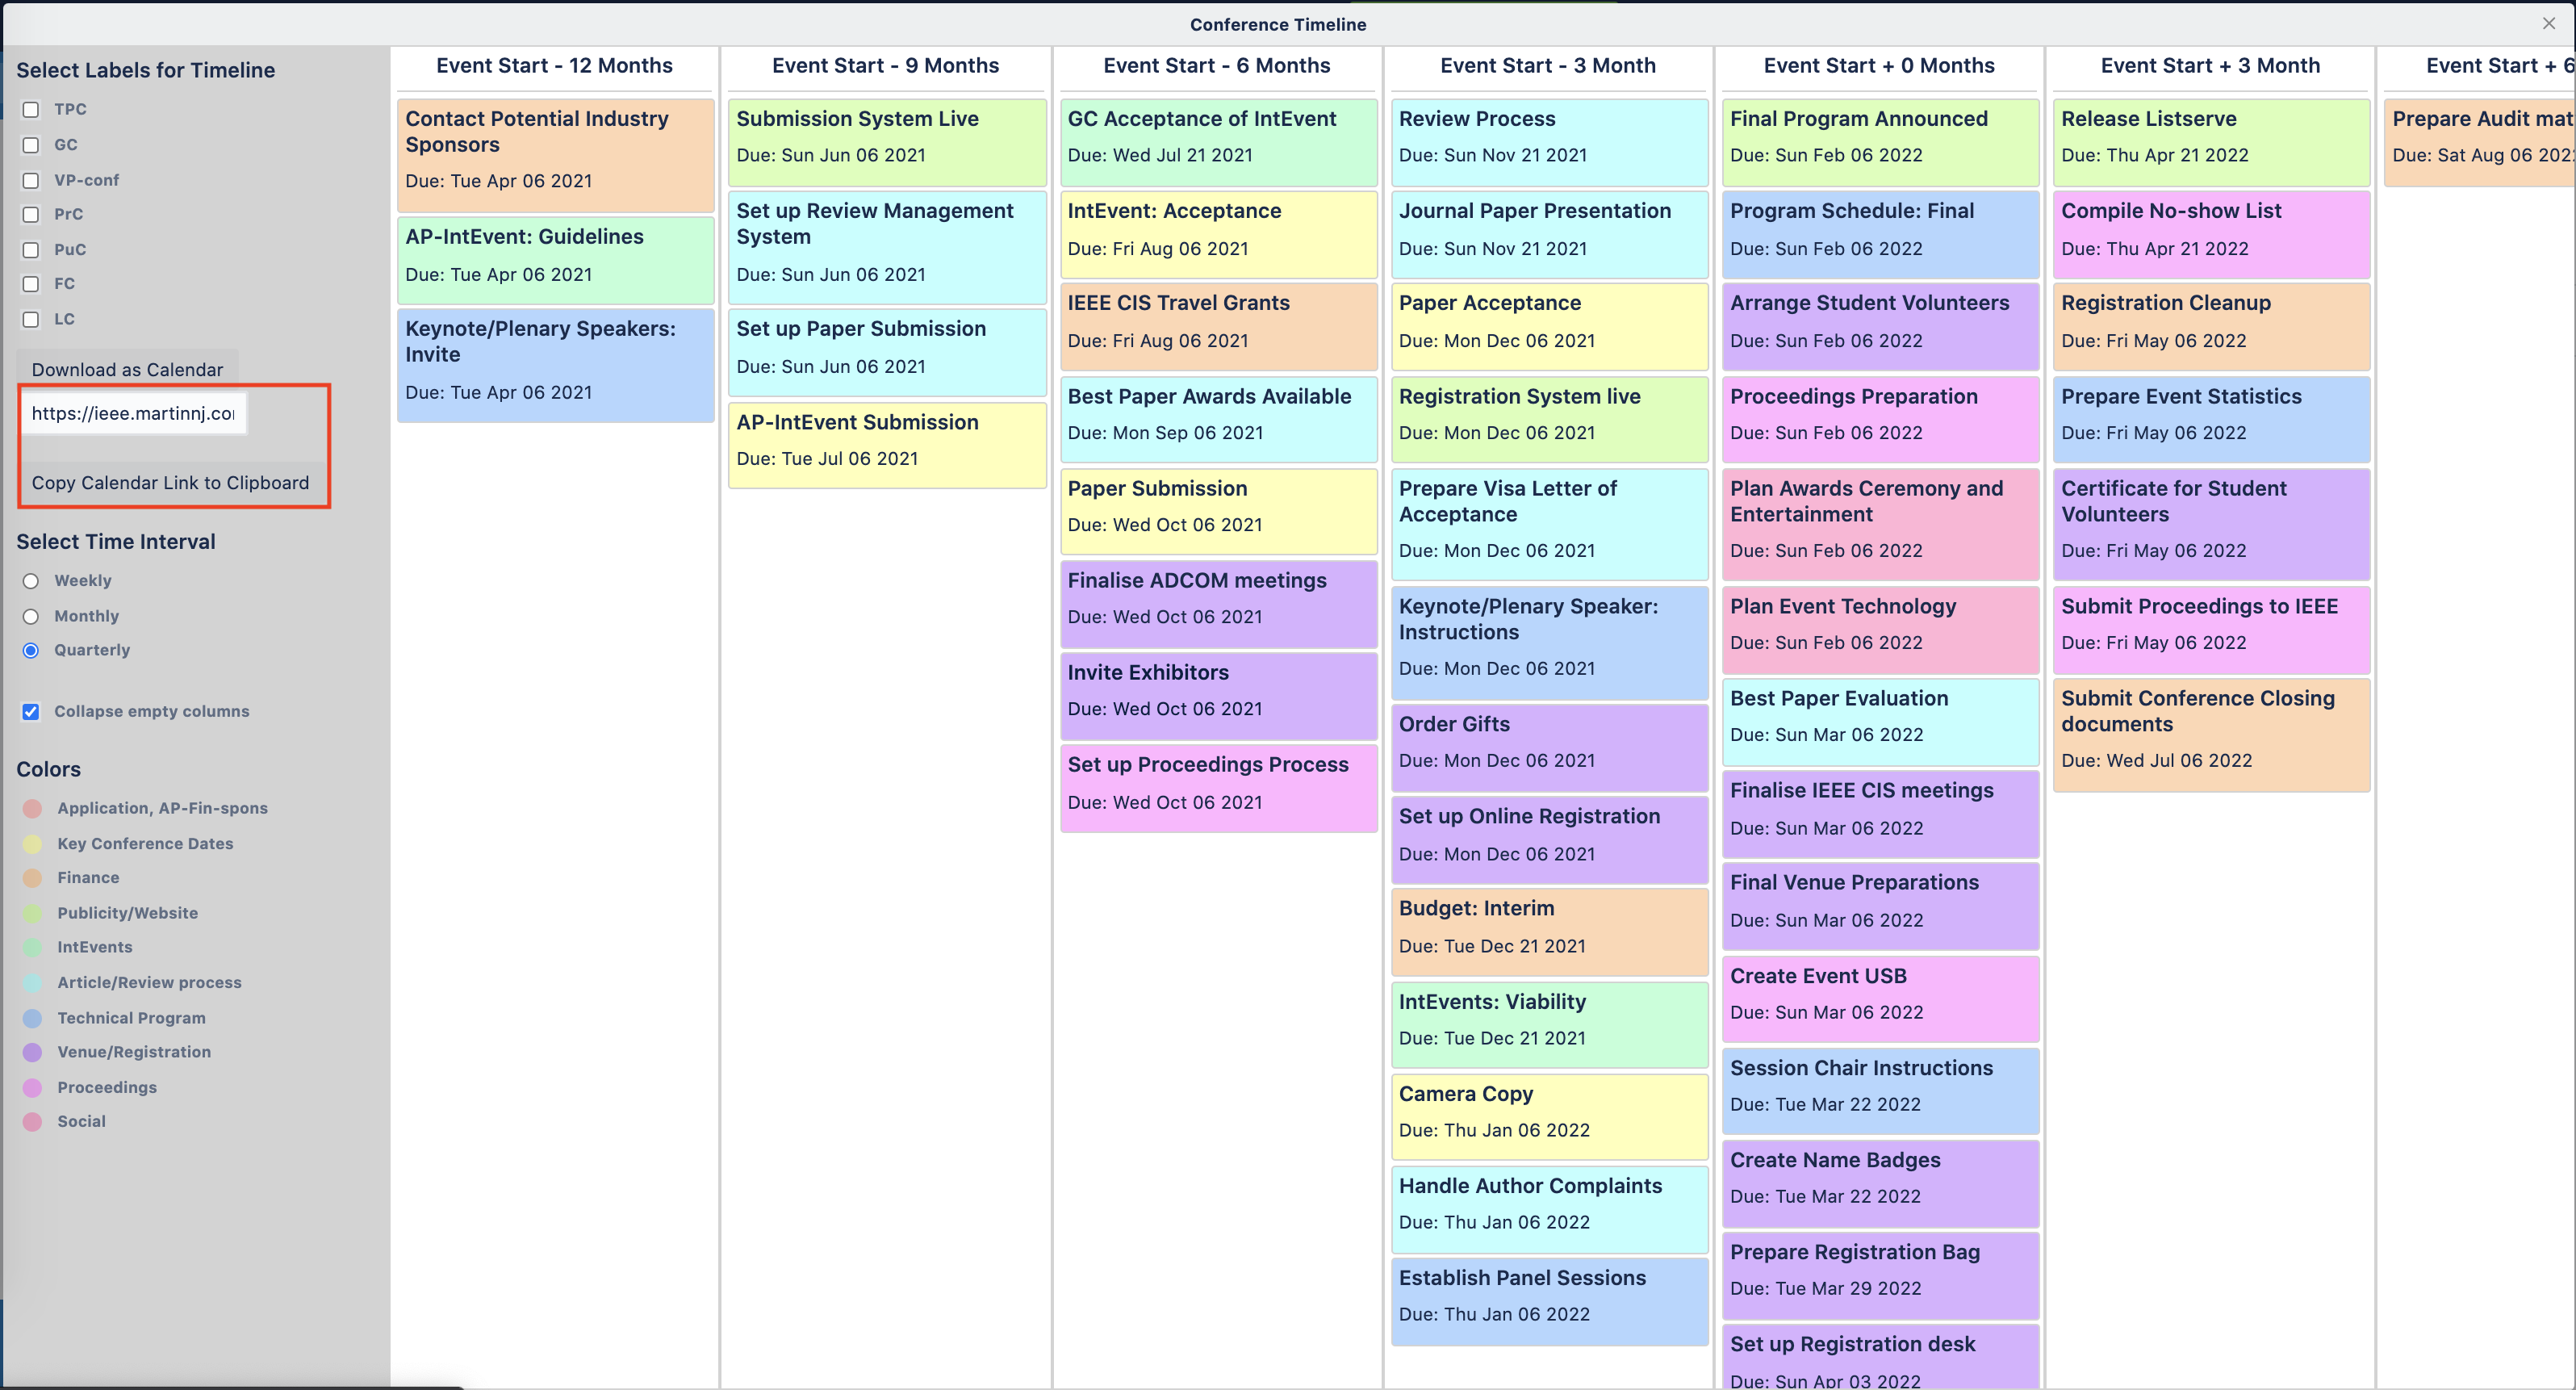 Conference Timeline
Select Labels for Timeline
TPC
GC
VP-conf
PrC
PuC
FC
LC
Download as Calendar
https://ieee.martinnj.co
Copy Calendar Link to Clipboard
Select Time Interval
Weekly
Monthly
Quarterly
Collapse empty columns
Colors
Application, AP-Fin-spons
Key Conference Dates
Finance
Publicity/Website
IntEvents
Article/Review process
Technical Program
Venue/Registration
Proceedings
Social
Event Start - 12 Months
Contact Potential Industry
Sponsors
Due: Tue Apr 06 2021
AP-IntEvent: Guidelines
Due: Tue Apr 06 2021
Keynote/Plenary Speakers:
Invite
Due: Tue Apr 06 2021
Event Start - 9 Months
Submission System Live
Due: Sun Jun 06 2021
Set up Review Management
System
Due: Sun Jun 06 2021
Set up Paper Submission
Due: Sun Jun 06 2021
AP-IntEvent Submission
Due: Tue Jul 06 2021
Event Start - 6 Months
GC Acceptance of IntEvent
Due: Wed Jul 21 2021
IntEvent: Acceptance
Due: Fri Aug 06 2021
IEEE CIS Travel Grants
Due: Fri Aug 06 2021
Best Paper Awards Available
Due: Mon Sep 06 2021
Paper Submission
Due: Wed Oct 06 2021
Finalise ADCOM meetings
Due: Wed Oct 06 2021
Invite Exhibitors
Due: Wed Oct 06 2021
Set up Proceedings Process
Due: Wed Oct 06 2021
Event Start - 3 Month
Review Process
Due: Sun Nov 21 2021
Journal Paper Presentation
Due: Sun Nov 21 2021
Paper Acceptance
Due: Mon Dec 06 2021
Registration System live
Due: Mon Dec 06 2021
Prepare Visa Letter of
Acceptance
Due: Mon Dec 06 2021
Keynote/Plenary Speaker:
Instructions
Due: Mon Dec 06 2021
Order Gifts
Due: Mon Dec 06 2021
Set up Online Registration
Due: Mon Dec 06 2021
Budget: Interim
Due: Tue Dec 21 2021
IntEvents: Viability
Due: Tue Dec 21 2021
Camera Copy
Due: Thu Jan 06 2022
Handle Author Complaints
Due: Thu Jan 06 2022
Establish Panel Sessions
Due: Thu Jan 06 2022
Event Start + 0 Months
Final Program Announced
Due: Sun Feb 06 2022
Program Schedule: Final
Due: Sun Feb 06 2022
Arrange Student Volunteers
Due: Sun Feb 06 2022
Proceedings Preparation
Due: Sun Feb 06 2022
Plan Awards Ceremony and
Entertainment
Due: Sun Feb 06 2022
Plan Event Technology
Due: Sun Feb 06 2022
Best Paper Evaluation
Due: Sun Mar 06 2022
Finalise IEEE CIS meetings
Due: Sun Mar 06 2022
Final Venue Preparations
Due: Sun Mar 06 2022
Create Event USB
Due: Sun Mar 06 2022
Session Chair Instructions
Due: Tue Mar 22 2022
Create Name Badges
Due: Tue Mar 22 2022
Prepare Registration Bag
Due: Tue Mar 29 2022
Set up Registration desk
Due: Sun Apr 03 2022
Event Start + 3 Month
Release Listserve
Due: Thu Apr 21 2022
Compile No-show List
Due: Thu Apr 21 2022
Registration Cleanup
Due: Fri May 06 2022
Prepare Event Statistics
Due: Fri May 06 2022
Certificate for Student
Volunteers
Due: Fri May 06 2022
Submit Proceedings to IEEE
Due: Fri May 06 2022
Submit Conference Closing
documents
Due: Wed Jul 06 2022
Event Start + 6
Prepare Audit mat
Due: Sat Aug 06 202